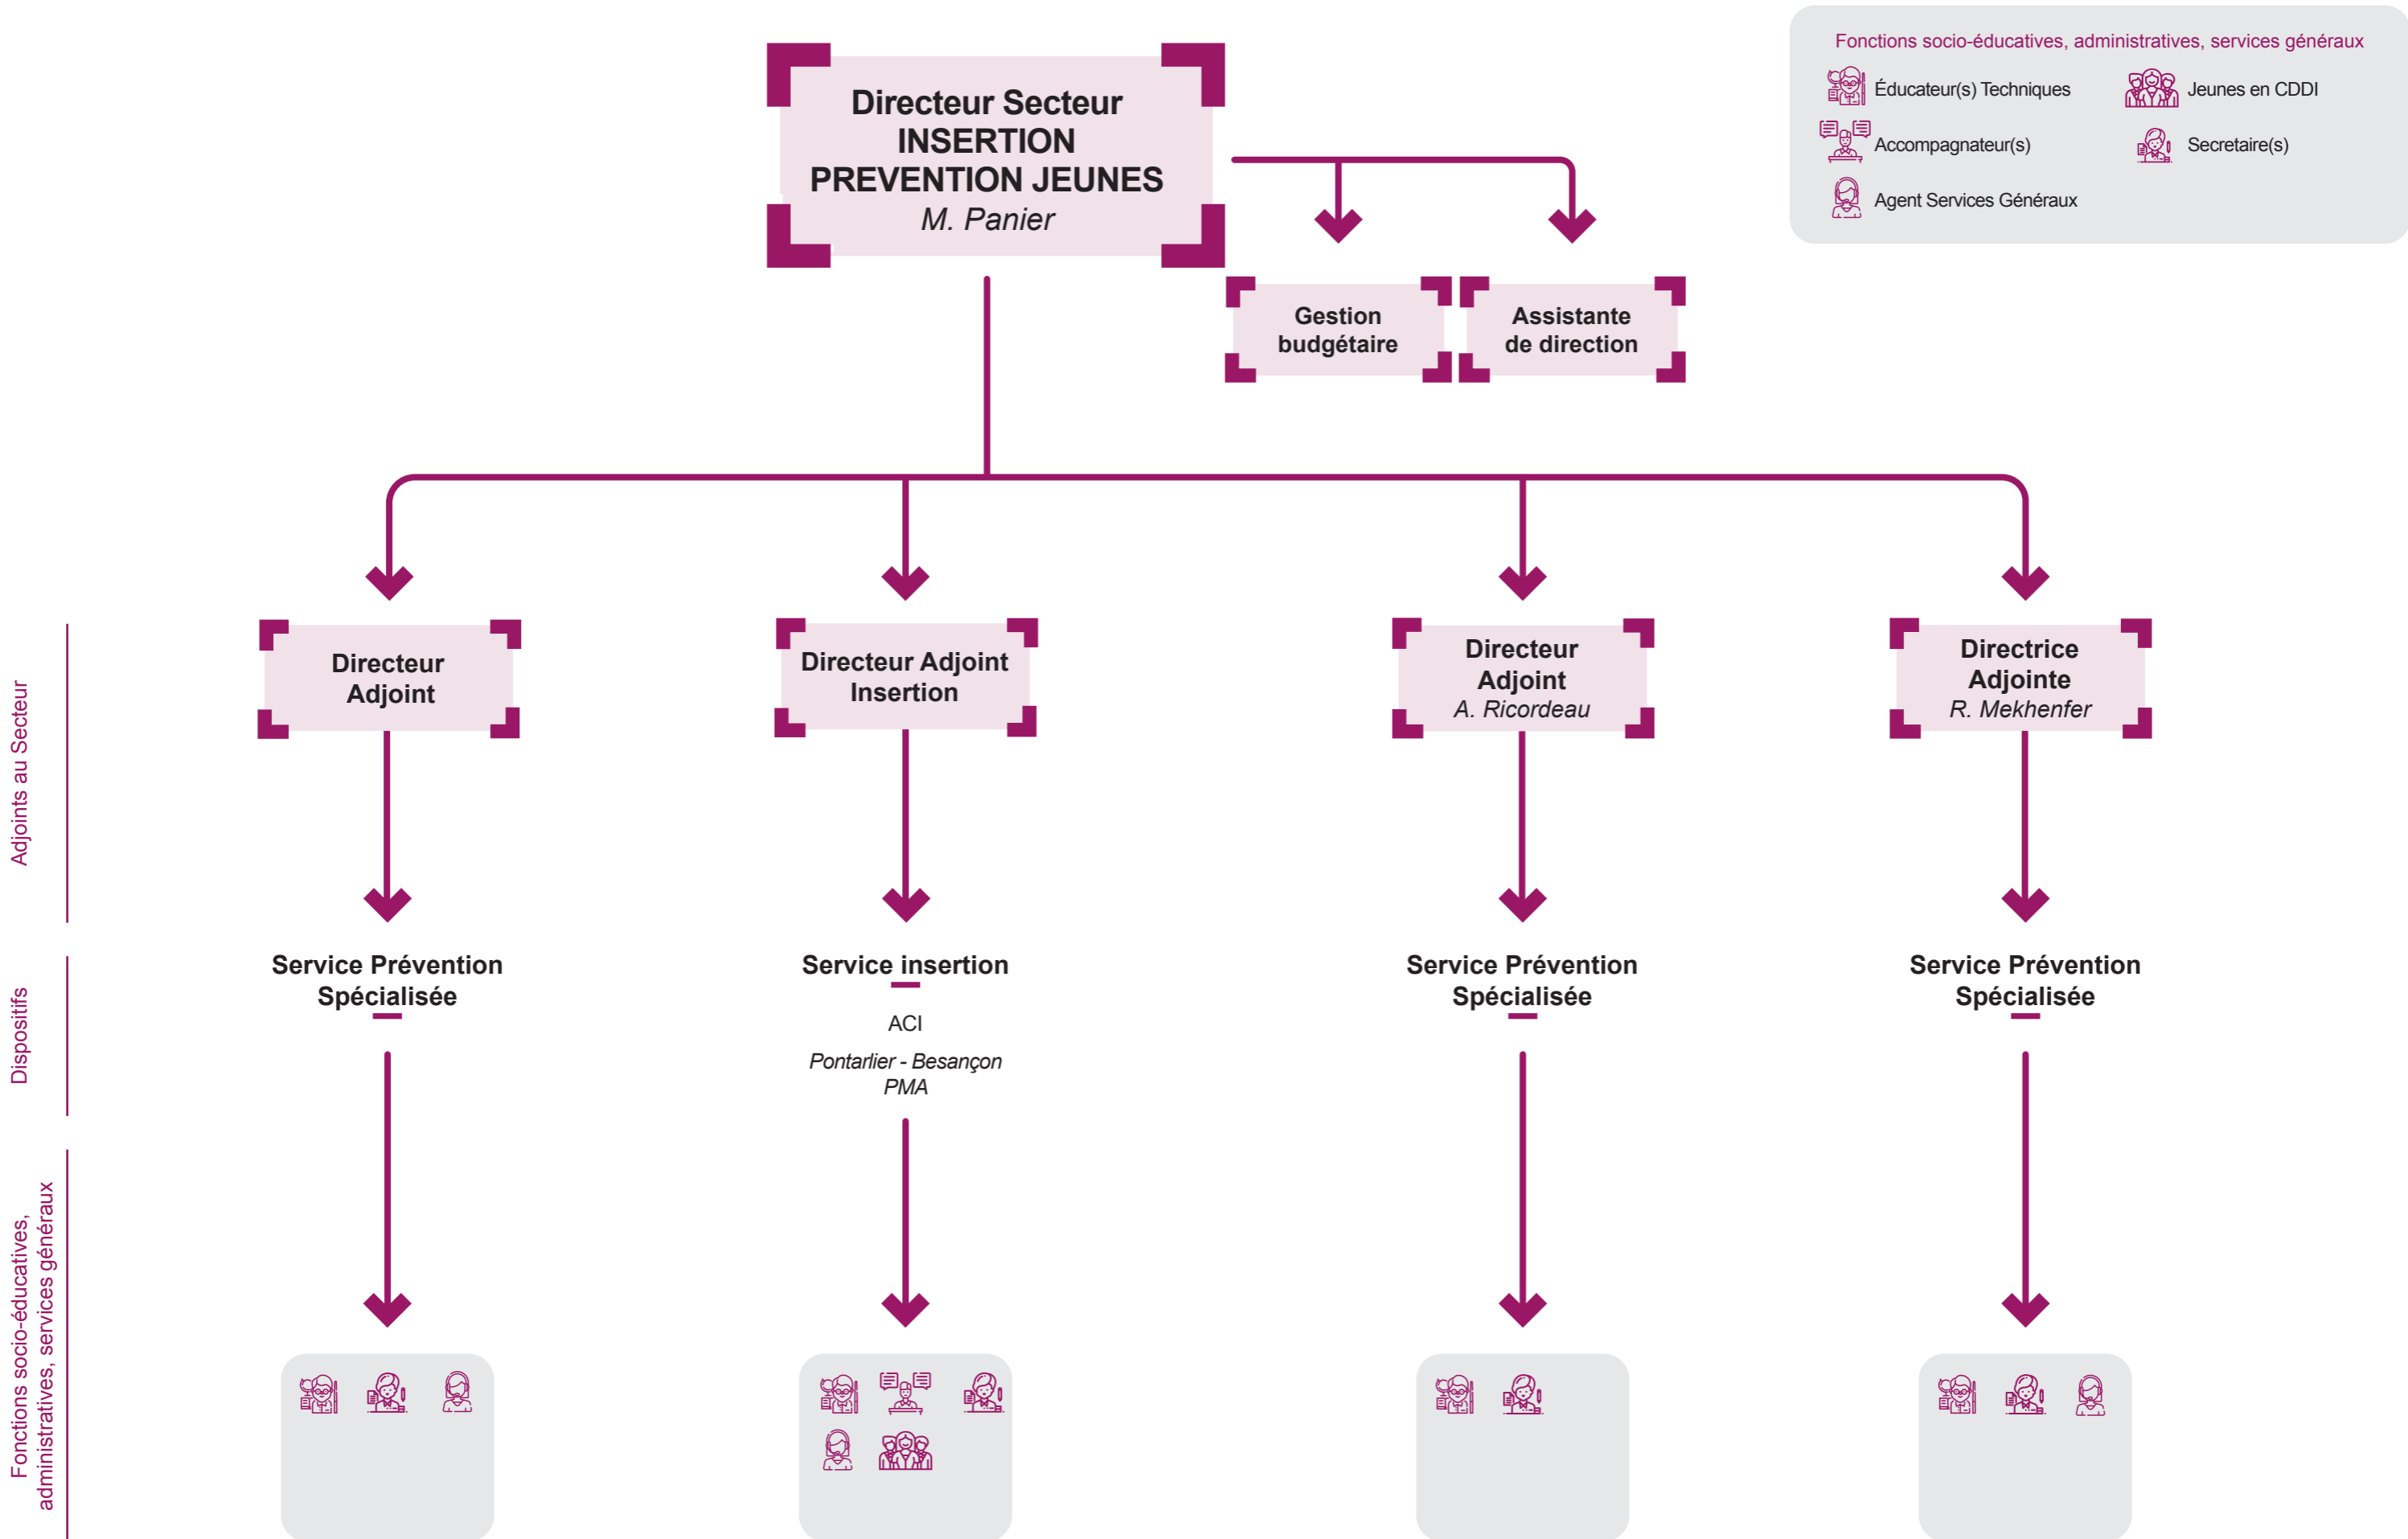 Fonctions socio-éducatives, administratives, services généraux
Éducateur(s) Techniques
Jeunes en CDDI
Accompagnateur(s)
Secretaire(s)
Agent Services Généraux
Directeur Secteur
INSERTION
PREVENTION JEUNES
M. Panier
Gestion
budgétaire
Assistante
de direction
Adjoints au Secteur
Directeur
Adjoint
Directeur Adjoint
Insertion
Directeur
Adjoint
A. Ricordeau
Directrice
Adjointe
R. Mekhenfer
Dispositifs
Service Prévention
Spécialisée
Service insertion
ACI
Pontarlier - Besançon
PMA
Service Prévention
Spécialisée
Service Prévention
Spécialisée
Fonctions socio-éducatives,
administratives, services généraux